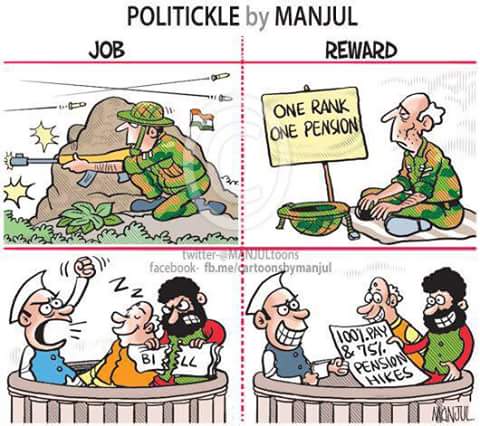 POLITICKLE by MANJUL
JOB
REWARD
ONE RANK
ONE PENSION
twitter-@MANJULtoons
facebook- fb.me/cartoonsbymanjul
ZZZ
BI LL
100% PAY
& 75%
PENSION
HIKES
MANJUL